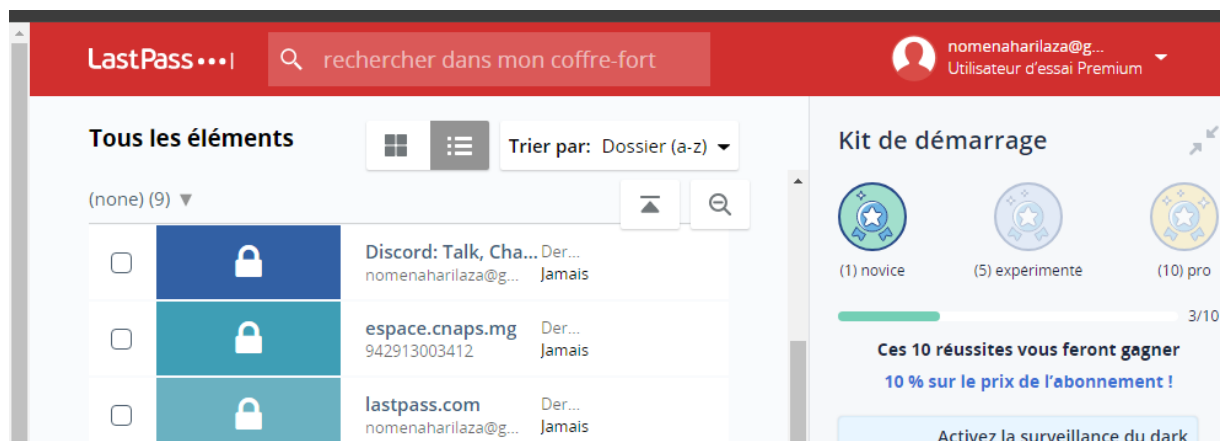 LastPass
rechercher dans mon coffre-fort
nomenaharilaza@g...
Utilisateur d'essai Premium
Tous les éléments
Trier par: Dossier (a-z)
(none) (9)
Discord: Talk, Cha... Der...
nomenaharilaza@g... Jamais
espace.cnaps.mg Der...
942913003412 Jamais
lastpass.com Der...
nomenaharilaza@g... Jamais
Kit de démarrage
(1) novice (5) expérimenté (10) pro
3/10
Ces 10 réussites vous feront gagner
10 % sur le prix de l'abonnement !
Activez la surveillance du dark